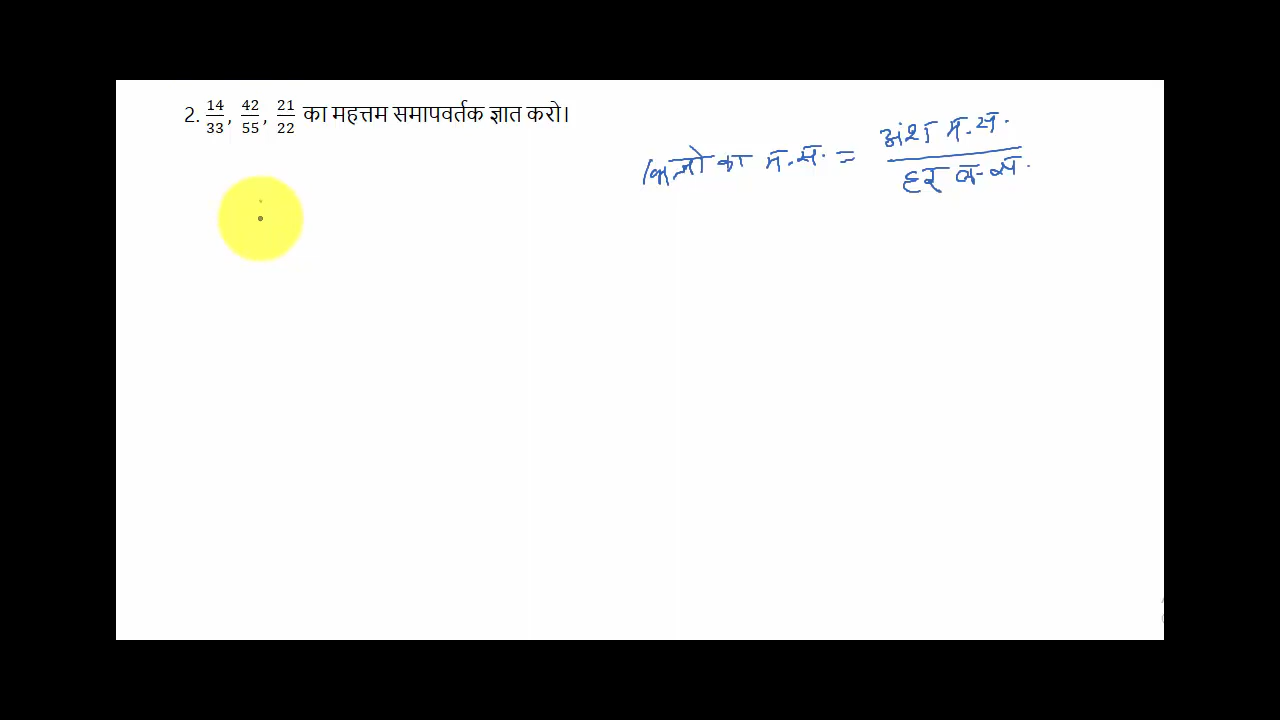 2. 14/33, 42/55, 21/22 का महत्तम समापवर्तक ज्ञात करो।
भिन्नो का म.स. = अंश म.स. / हर ल.स.